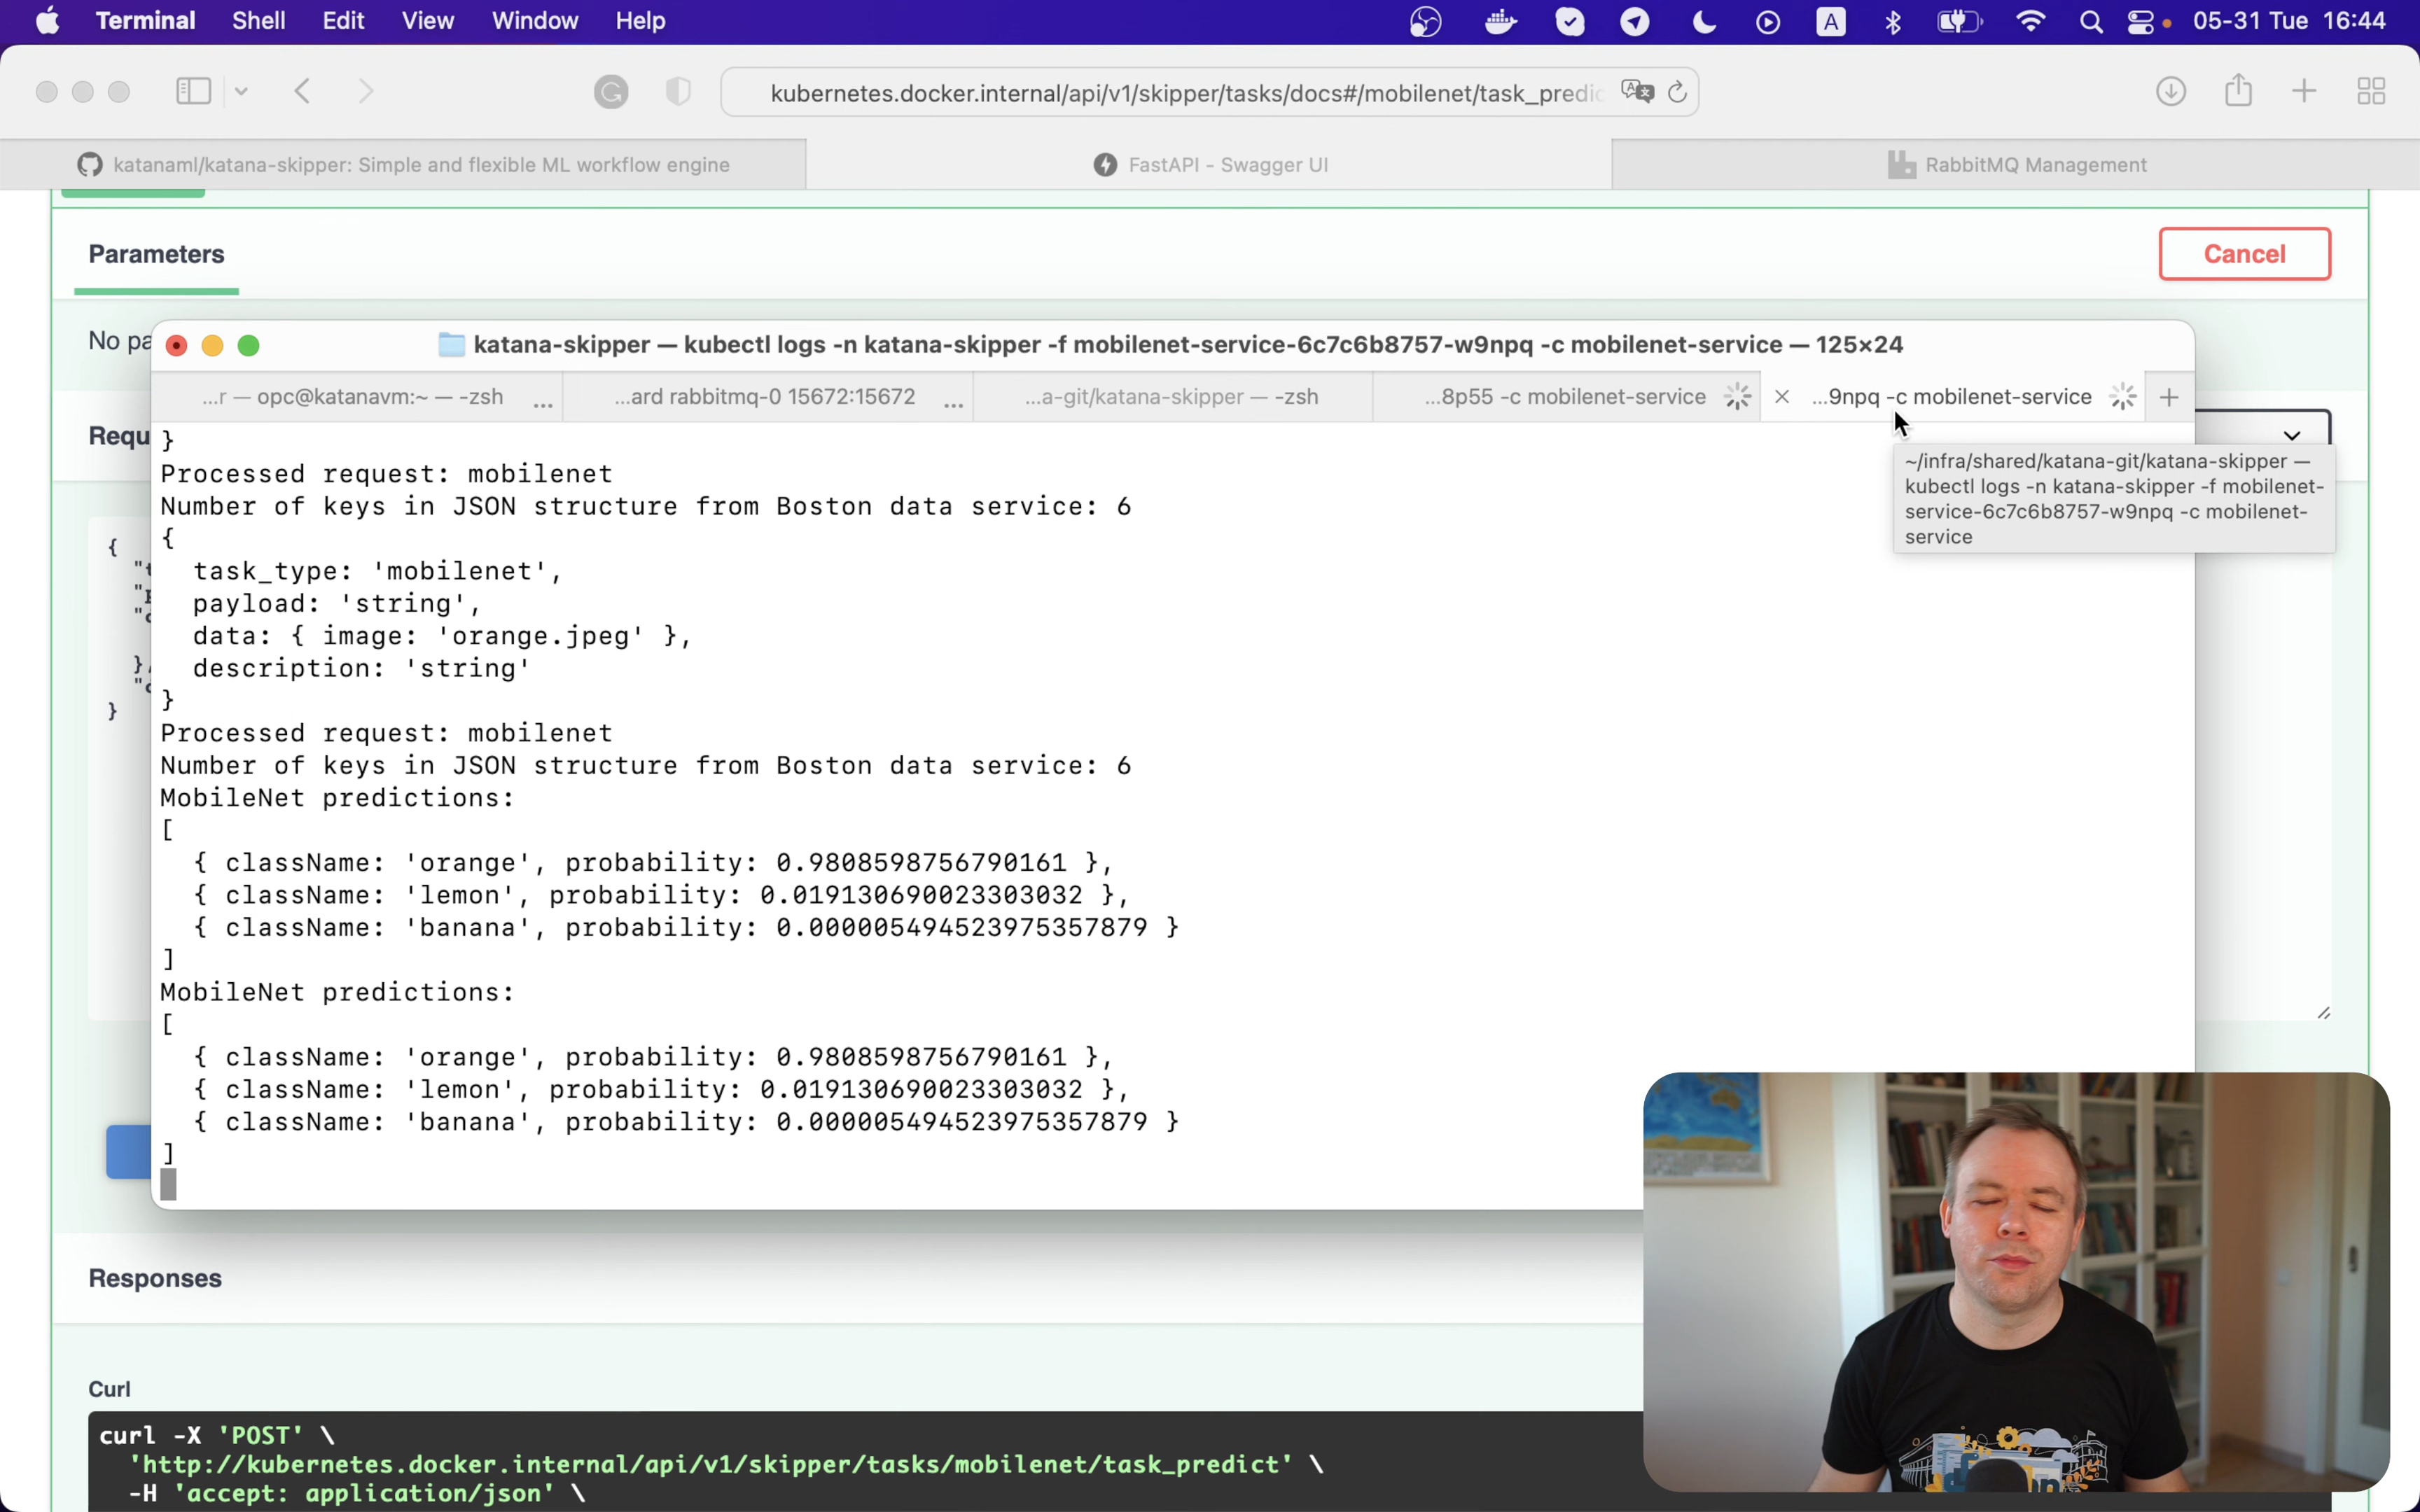 Terminal Shell Edit View Window Help A 05-31 Tue 16:44
kubernetes.docker.internal/api/v1/skipper/tasks/docs#/mobilenet/task_predic
katanaml/katana-skipper: Simple and flexible ML workflow engine
FastAPI - Swagger UI
RabbitMQ Management
Parameters
Cancel
No pa
katana-skipper — kubectl logs -n katana-skipper -f mobilenet-service-6c7c6b8757-w9npq -c mobilenet-service — 125×24
...r — opc@katanavm:~ — -zsh ...
...ard rabbitmq-0 15672:15672 ...
...a-git/katana-skipper — -zsh
...8p55 -c mobilenet-service
...9npq -c mobilenet-service
Requ
~/infra/shared/katana-git/katana-skipper —
kubectl logs -n katana-skipper -f mobilenet-
service-6c7c6b8757-w9npq -c mobilenet-
service
}
Processed request: mobilenet
Number of keys in JSON structure from Boston data service: 6
{
task_type: 'mobilenet',
payload: 'string',
data: { image: 'orange.jpeg' },
description: 'string'
}
Processed request: mobilenet
Number of keys in JSON structure from Boston data service: 6
MobileNet predictions:
[
{ className: 'orange', probability: 0.9808598756790161 },
{ className: 'lemon', probability: 0.019130690023303032 },
{ className: 'banana', probability: 0.000005494523975357879 }
]
MobileNet predictions:
[
{ className: 'orange', probability: 0.9808598756790161 },
{ className: 'lemon', probability: 0.019130690023303032 },
{ className: 'banana', probability: 0.000005494523975357879 }
]
{
}
Responses
Curl
curl -X 'POST' \
'http://kubernetes.docker.internal/api/v1/skipper/tasks/mobilenet/task_predict' \
-H 'accept: application/json' \